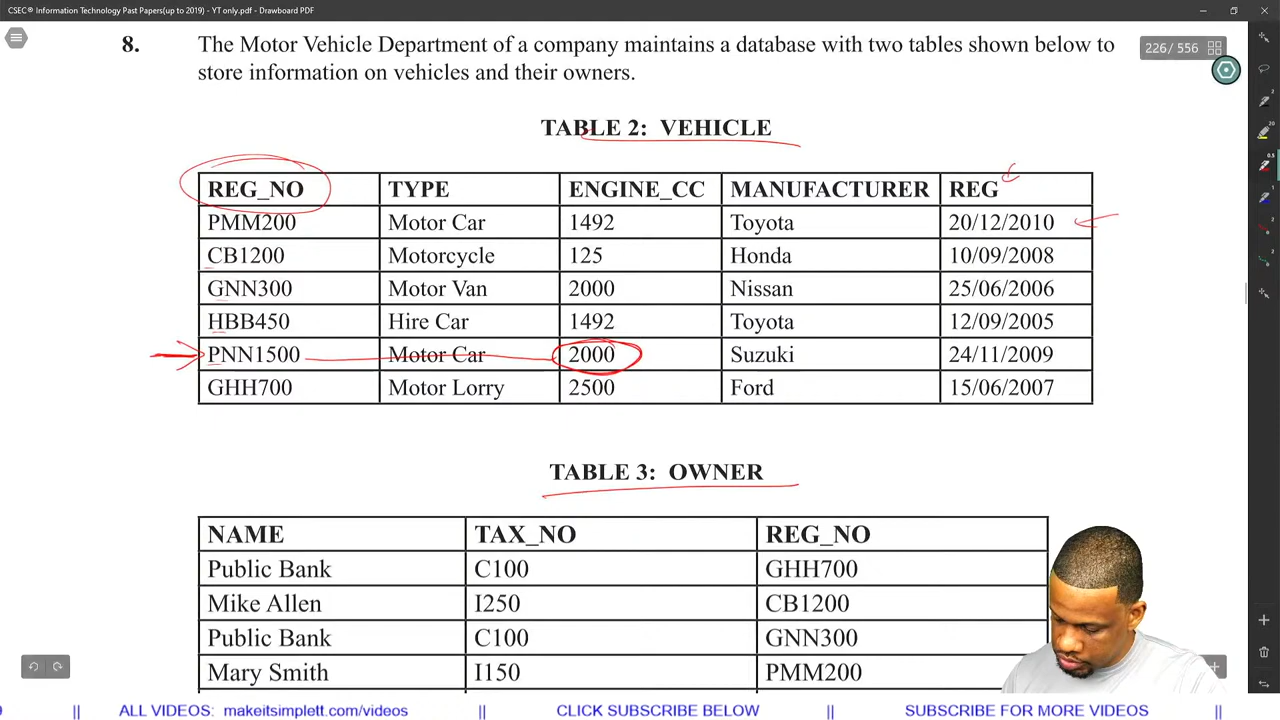 CSEC® Information Technology Past Papers(up to 2019) - YT only.pdf - Drawboard PDF
226/ 556
8. The Motor Vehicle Department of a company maintains a database with two tables shown below to
store information on vehicles and their owners.
TABLE 2: VEHICLE
REG_NO TYPE ENGINE_CC MANUFACTURER REG
PMM200 Motor Car 1492 Toyota 20/12/2010
CB1200 Motorcycle 125 Honda 10/09/2008
GNN300 Motor Van 2000 Nissan 25/06/2006
HBB450 Hire Car 1492 Toyota 12/09/2005
PNN1500 Motor Car 2000 Suzuki 24/11/2009
GHH700 Motor Lorry 2500 Ford 15/06/2007
TABLE 3: OWNER
NAME TAX_NO REG_NO
Public Bank C100 GHH700
Mike Allen I250 CB1200
Public Bank C100 GNN300
Mary Smith I150 PMM200
9 || ALL VIDEOS: makeitsimplett.com/videos || CLICK SUBSCRIBE BELOW || SUBSCRIBE FOR MORE VIDEOS ||